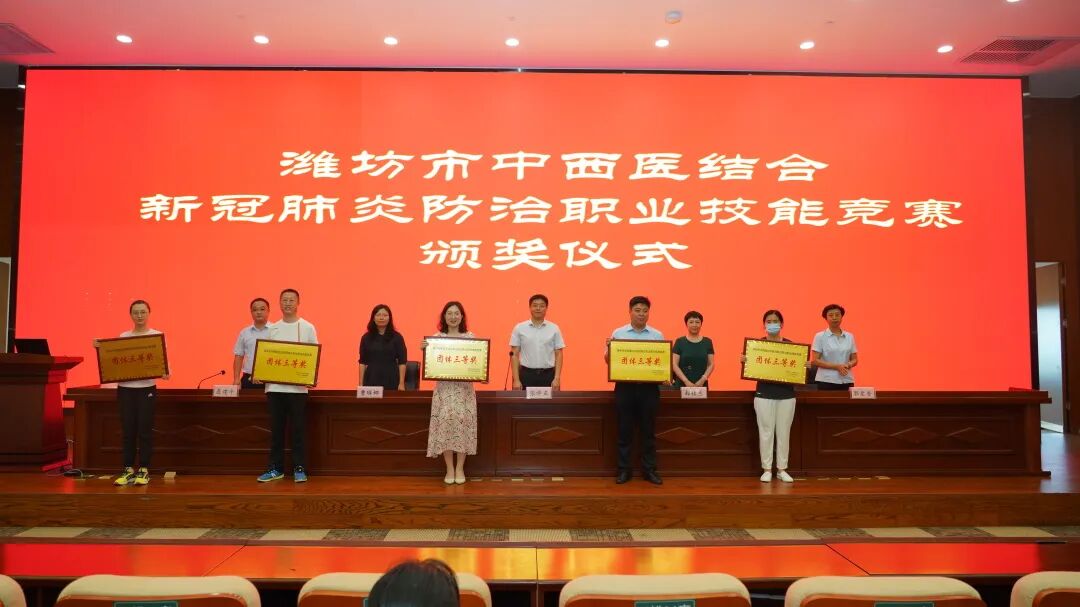 潍坊市中西医结合
新冠肺炎防治职业技能竞赛
颁奖仪式
团体三等奖
团体三等奖
团体三等奖
团体三等奖
团体三等奖